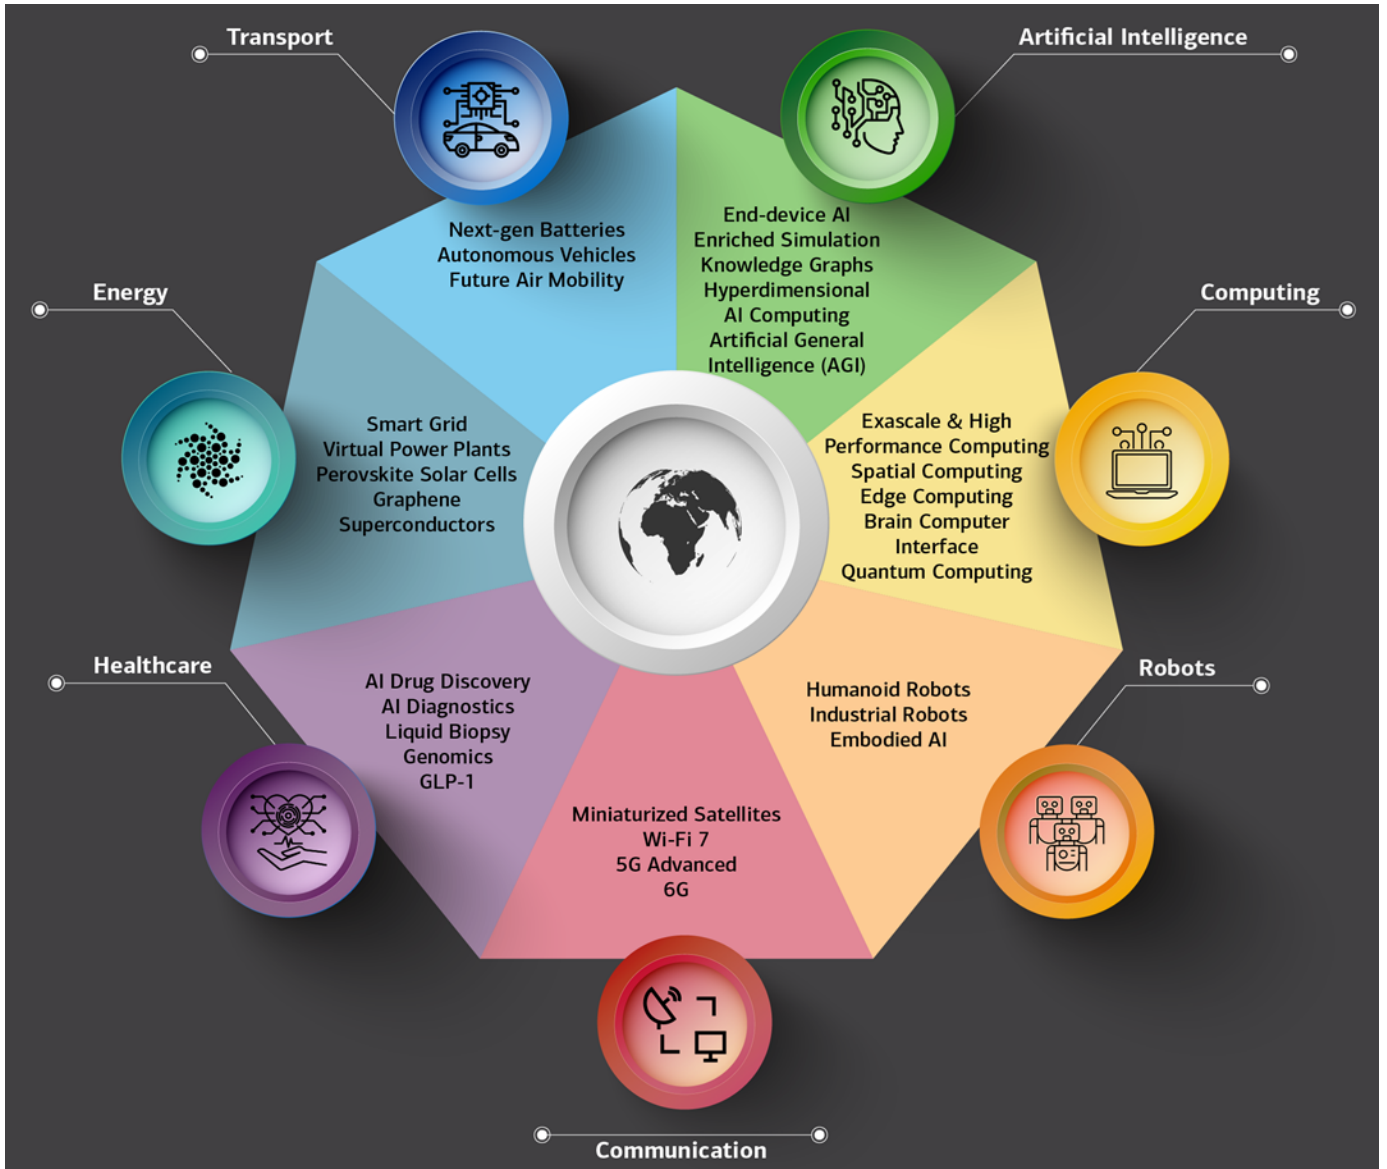 Transport
Next-gen Batteries
Autonomous Vehicles
Future Air Mobility
Artificial Intelligence
End-device AI
Enriched Simulation
Knowledge Graphs
Hyperdimensional
AI Computing
Artificial General
Intelligence (AGI)
Energy
Smart Grid
Virtual Power Plants
Perovskite Solar Cells
Graphene
Superconductors
Computing
Exascale & High
Performance Computing
Spatial Computing
Edge Computing
Brain Computer
Interface
Quantum Computing
Healthcare
AI Drug Discovery
AI Diagnostics
Liquid Biopsy
Genomics
GLP-1
Robots
Humanoid Robots
Industrial Robots
Embodied AI
Miniaturized Satellites
Wi-Fi 7
5G Advanced
6G
Communication